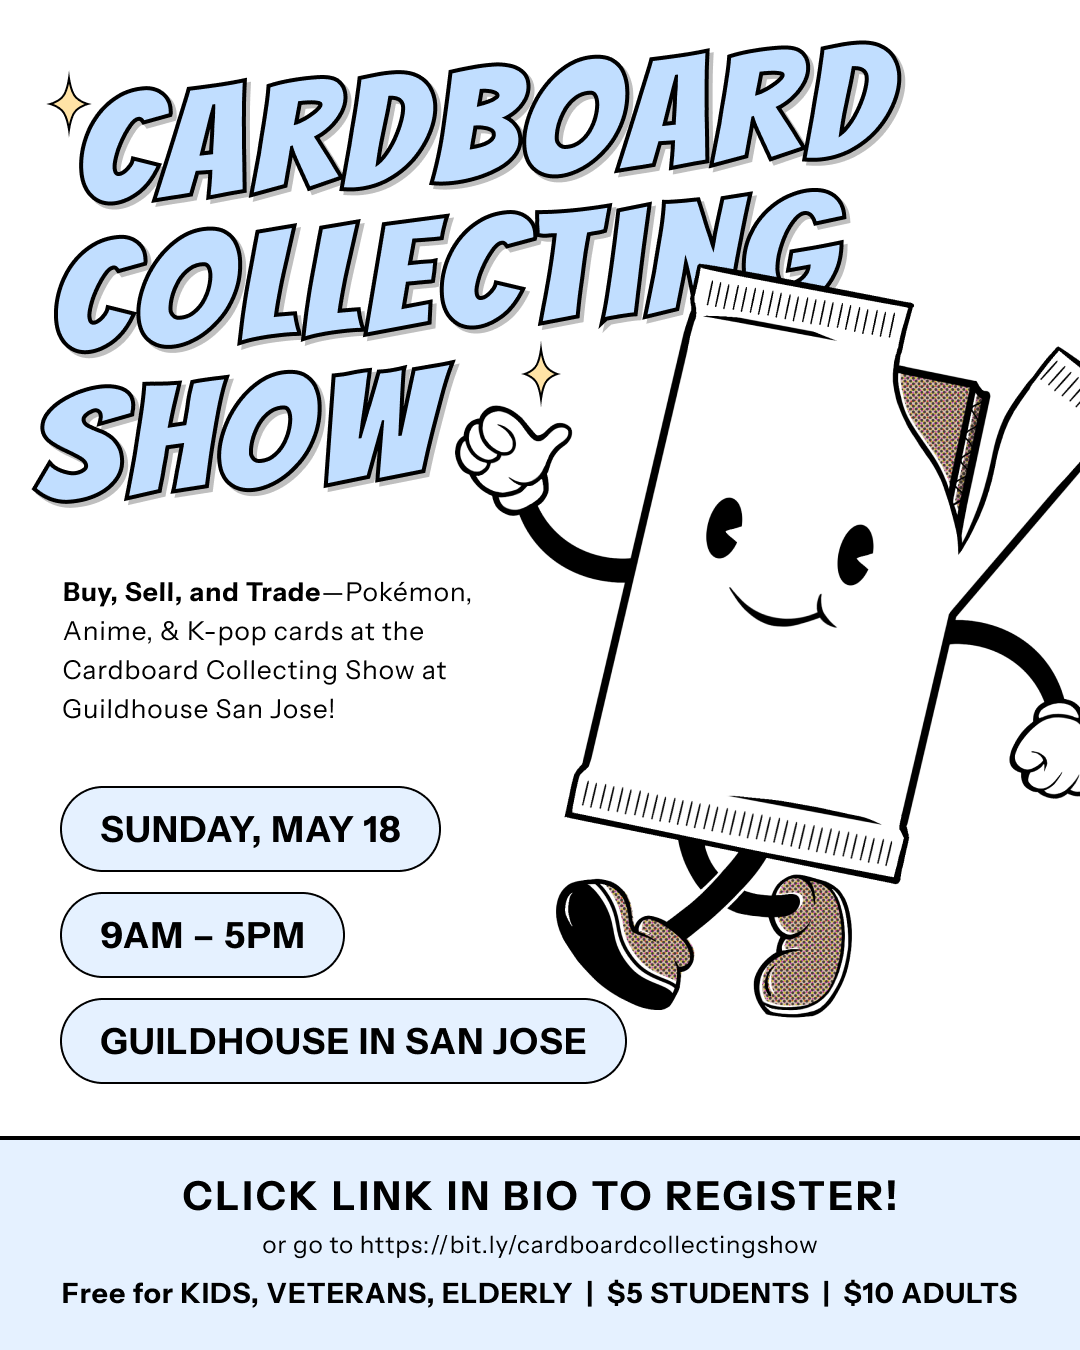 CARDBOARD
COLLECTING
SHOW
Buy, Sell, and Trade—Pokémon,
Anime, & K-pop cards at the
Cardboard Collecting Show at
Guildhouse San Jose!
SUNDAY, MAY 18
9AM – 5PM
GUILDHOUSE IN SAN JOSE
CLICK LINK IN BIO TO REGISTER!
or go to https://bit.ly/cardboardcollectingshow
Free for KIDS, VETERANS, ELDERLY | $5 STUDENTS | $10 ADULTS